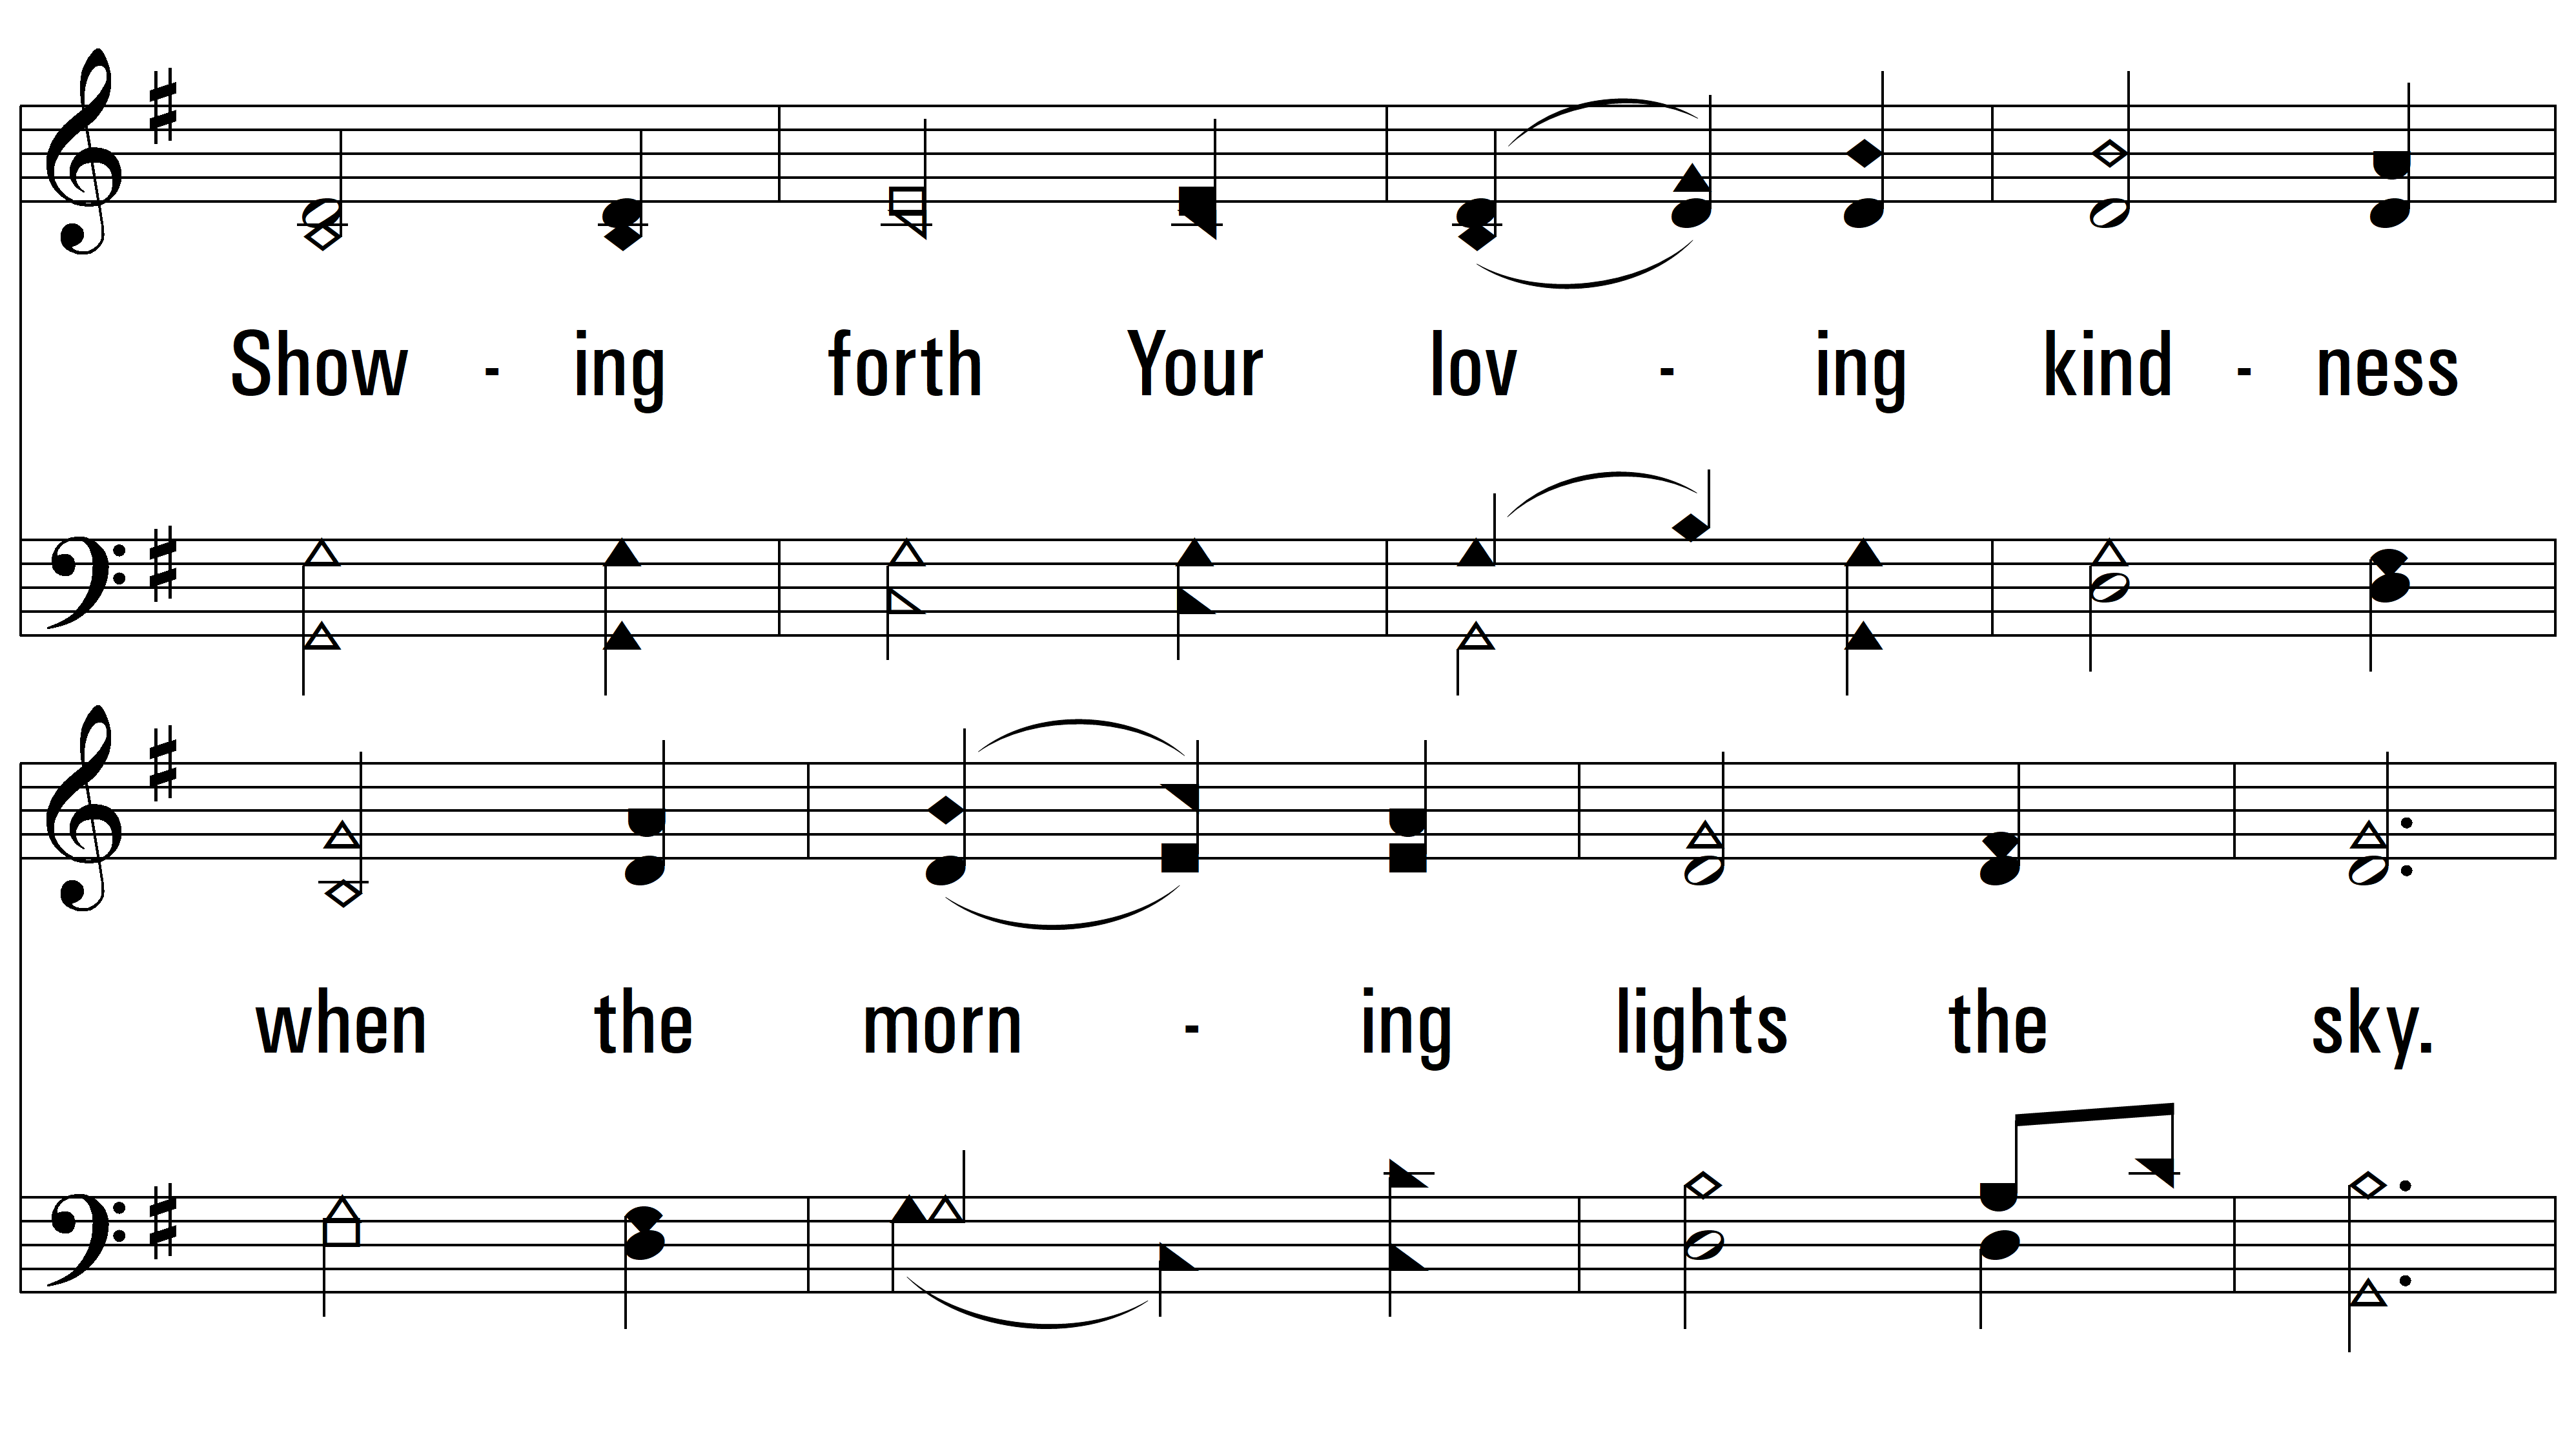 Show - ing forth Your lov - ing kind - ness
when the morn - ing lights the sky.